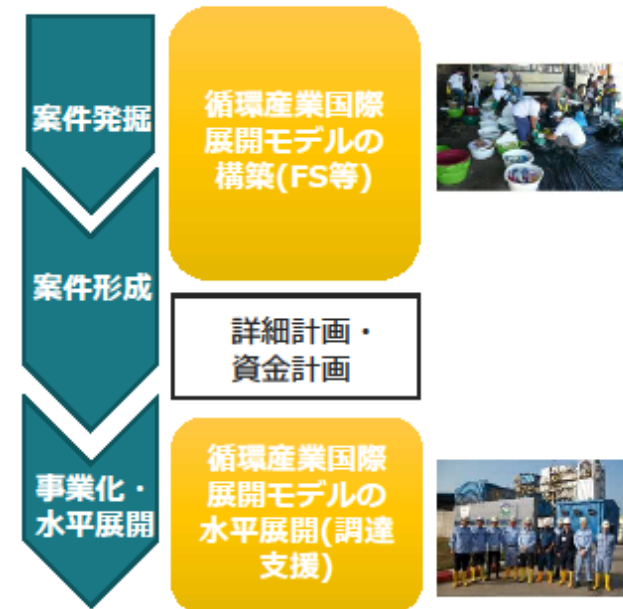 案件発掘
循環産業国際
展開モデルの
構築(FS等)
案件形成
詳細計画・
資金計画
事業化・
水平展開
循環産業国際
展開モデルの
水平展開(調達
支援)